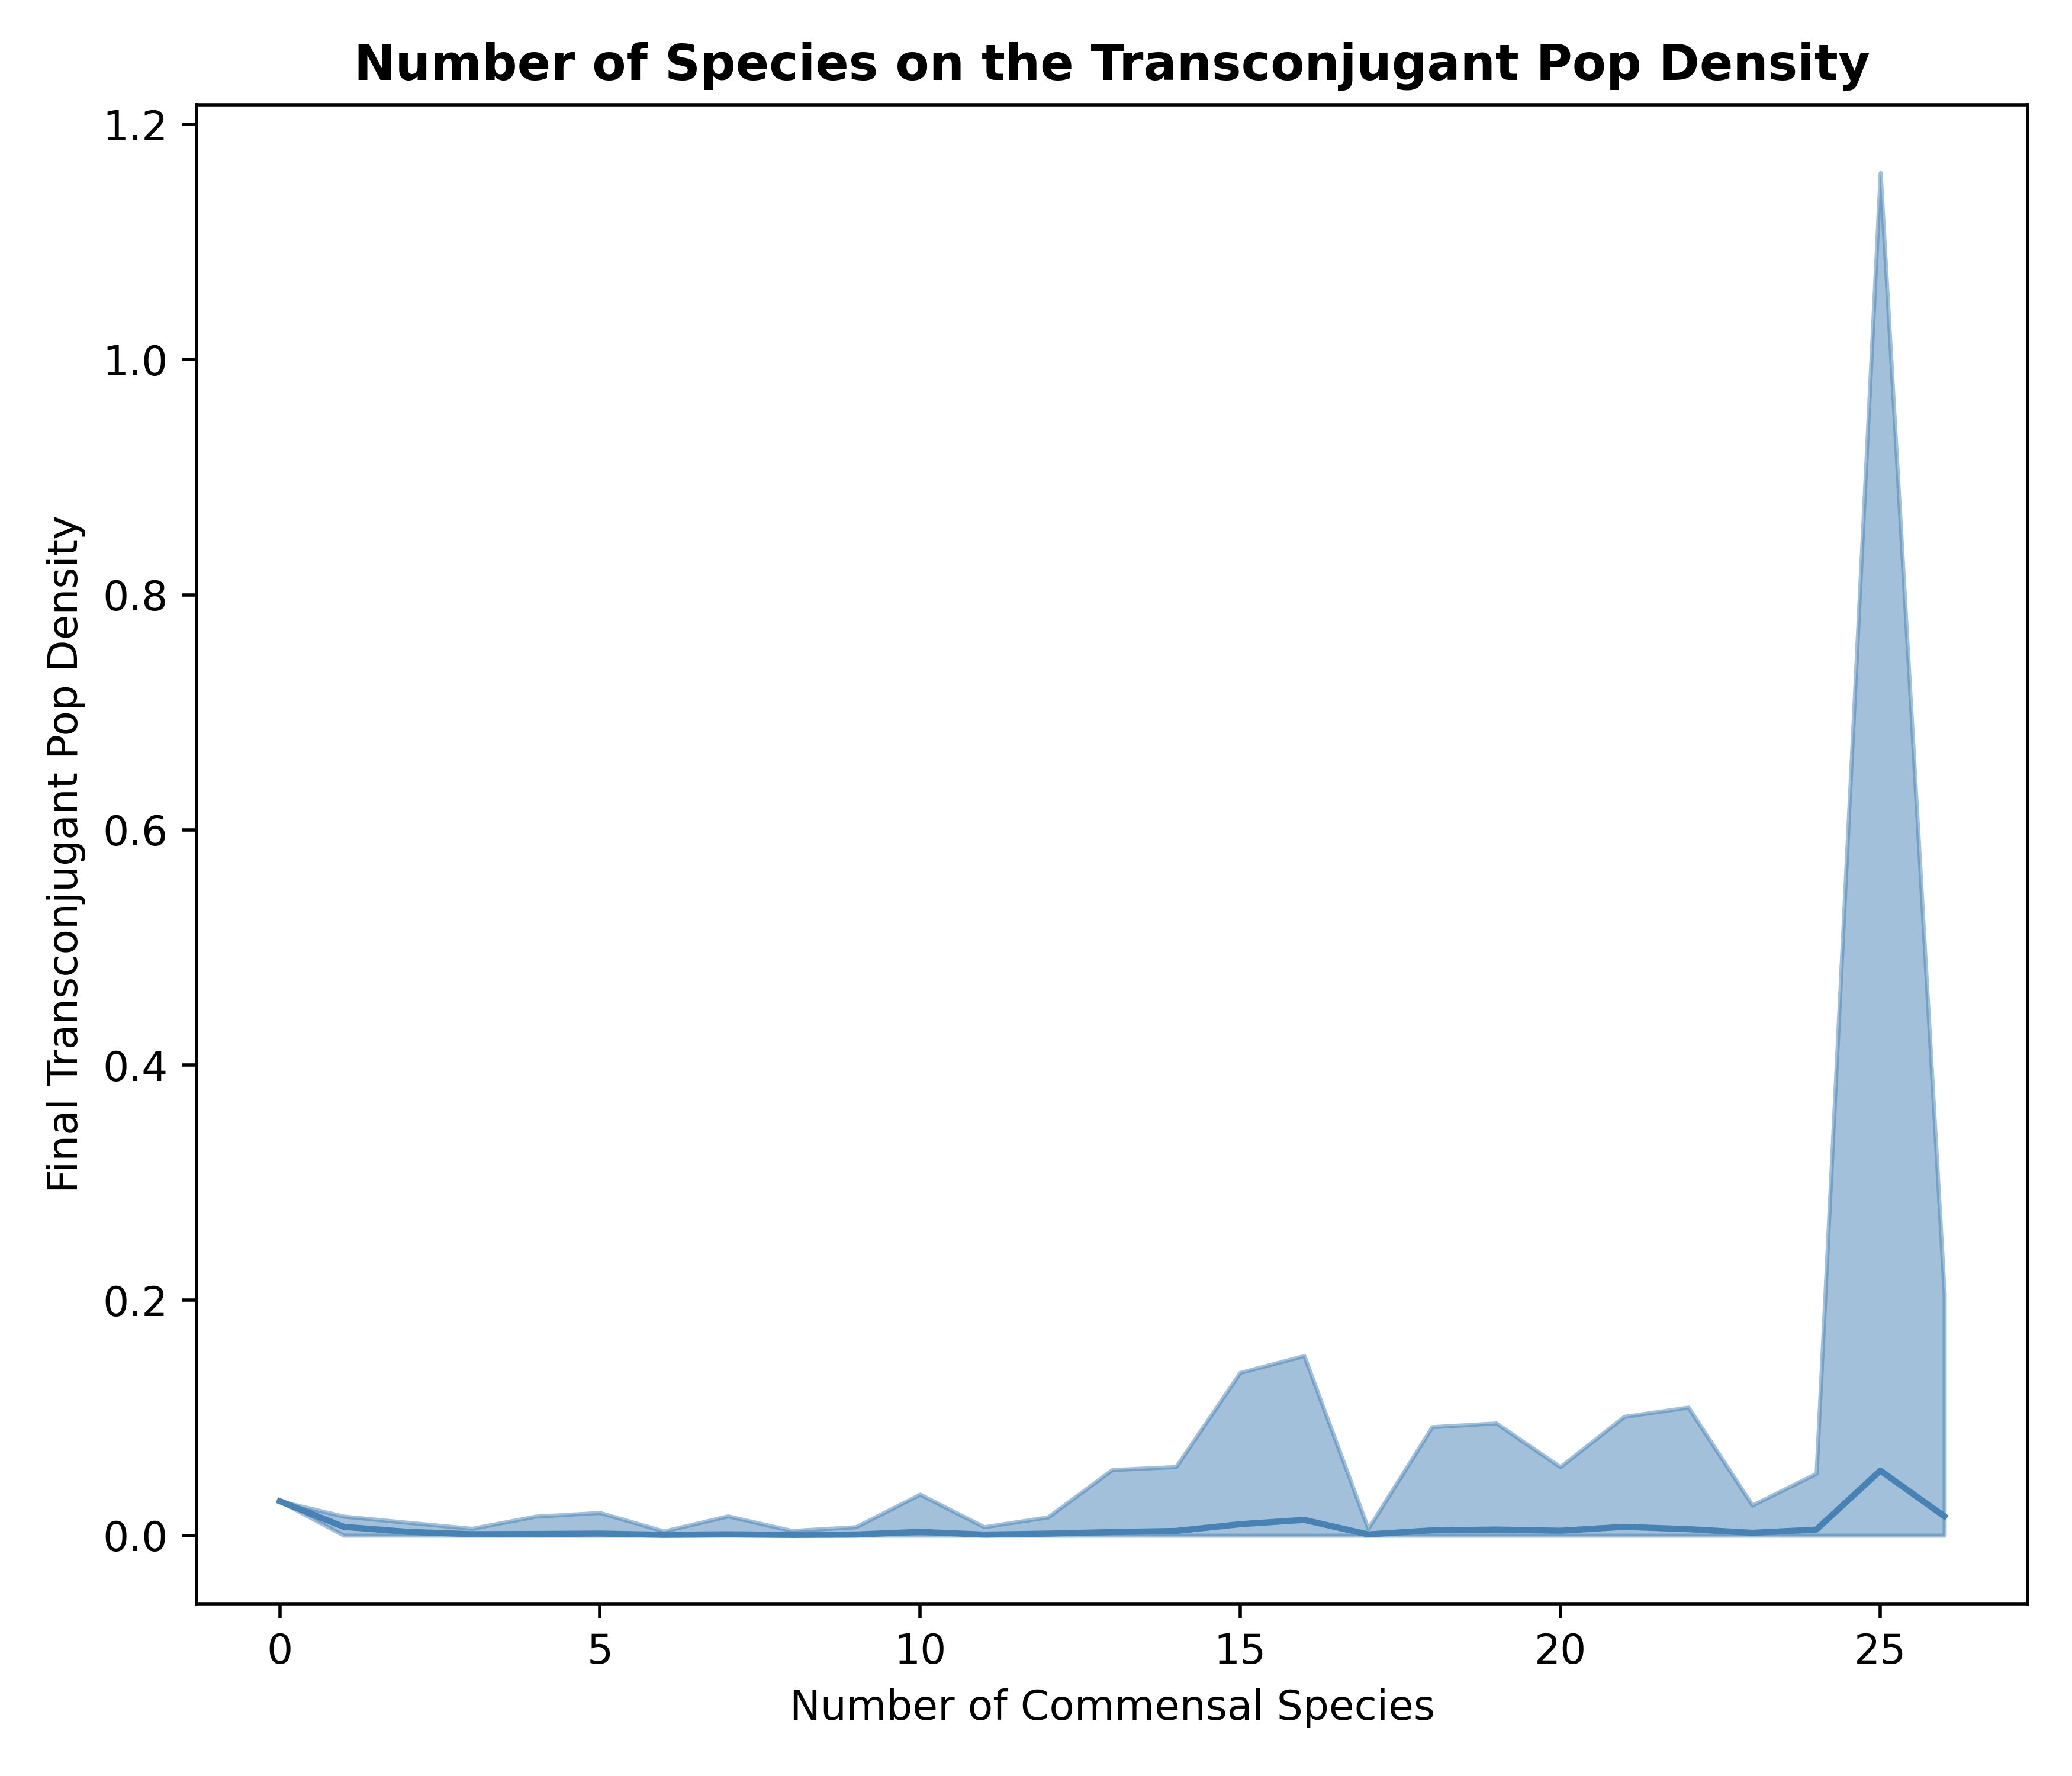 Number of Species on the Transconjugant Pop Density
1.2
1.0
0.8
0.6
0.4
0.2
0.0
Final Transconjugant Pop Density
0 5 10 15 20 25
Number of Commensal Species